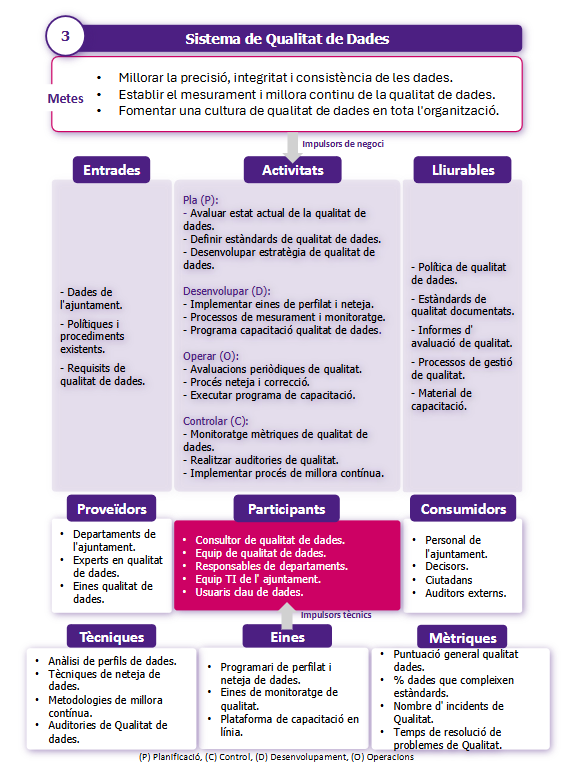 3
Sistema de Qualitat de Dades
Metes
• Millorar la precisió, integritat i consistència de les dades.
• Establir el mesurament i millora continu de la qualitat de dades.
• Fomentar una cultura de qualitat de dades en tota l'organització.
Impulsors de negoci
Entrades
- Dades de
l'ajuntament.
- Polítiques i
procediments
existents.
- Requisits de
qualitat de dades.
Activitats
Pla (P):
- Avaluar estat actual de la qualitat de
dades.
- Definir estàndards de qualitat de dades.
- Desenvolupar estratègia de qualitat de
dades.
Desenvolupar (D):
- Implementar eines de perfilat i neteja.
- Processos de mesurament i monitoratge.
- Programa capacitació qualitat de dades.
Operar (O):
- Avaluacions periòdiques de qualitat.
- Procés neteja i correcció.
- Executar programa de capacitació.
Controlar (C):
- Monitoratge mètriques de qualitat de
dades.
- Realitzar auditories de qualitat.
- Implementar procés de millora contínua.
Lliurables
- Política de qualitat
de dades.
- Estàndards de
qualitat documentats.
- Informes d'
avaluació de qualitat.
- Processos de gestió
de qualitat.
- Material de
capacitació.
Proveïdors
• Departaments de
l'ajuntament.
• Experts en qualitat
de dades.
• Eines qualitat de
dades.
Participants
• Consultor de qualitat de dades.
• Equip de qualitat de dades.
• Responsables de departaments.
• Equip TI de l' ajuntament.
• Usuaris clau de dades.
Consumidors
• Personal de
l'ajuntament.
• Decisors.
• Ciutadans
• Auditors externs.
Impulsors tècnics
Tècniques
• Anàlisi de perfils de dades.
• Tècniques de neteja de
dades.
• Metodologies de millora
contínua.
• Auditories de Qualitat de
dades.
Eines
• Programari de perfilat i
neteja de dades.
• Eines de monitoratge de
qualitat.
• Plataforma de capacitació en
línia.
Mètriques
• Puntuació general qualitat
dades.
• % dades que compleixen
estàndards.
• Nombre d' incidents de
Qualitat.
• Temps de resolució de
problemes de Qualitat.
(P) Planificació, (C) Control, (D) Desenvolupament, (O) Operacions